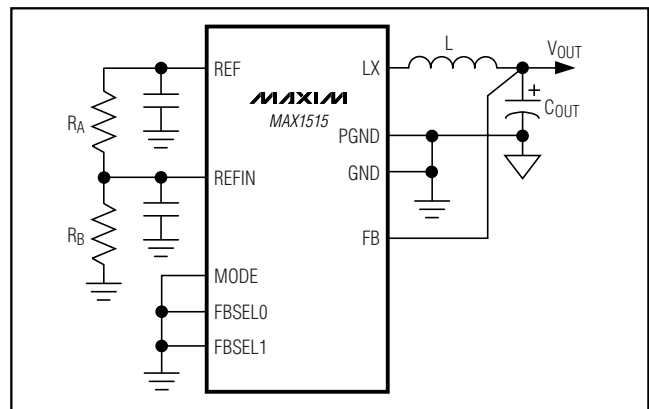 REF
LX
L
VOUT
MAXIM
MAX1515
RA
COUT
PGND
REFIN
GND
RB
FB
MODE
FBSEL0
FBSEL1
+